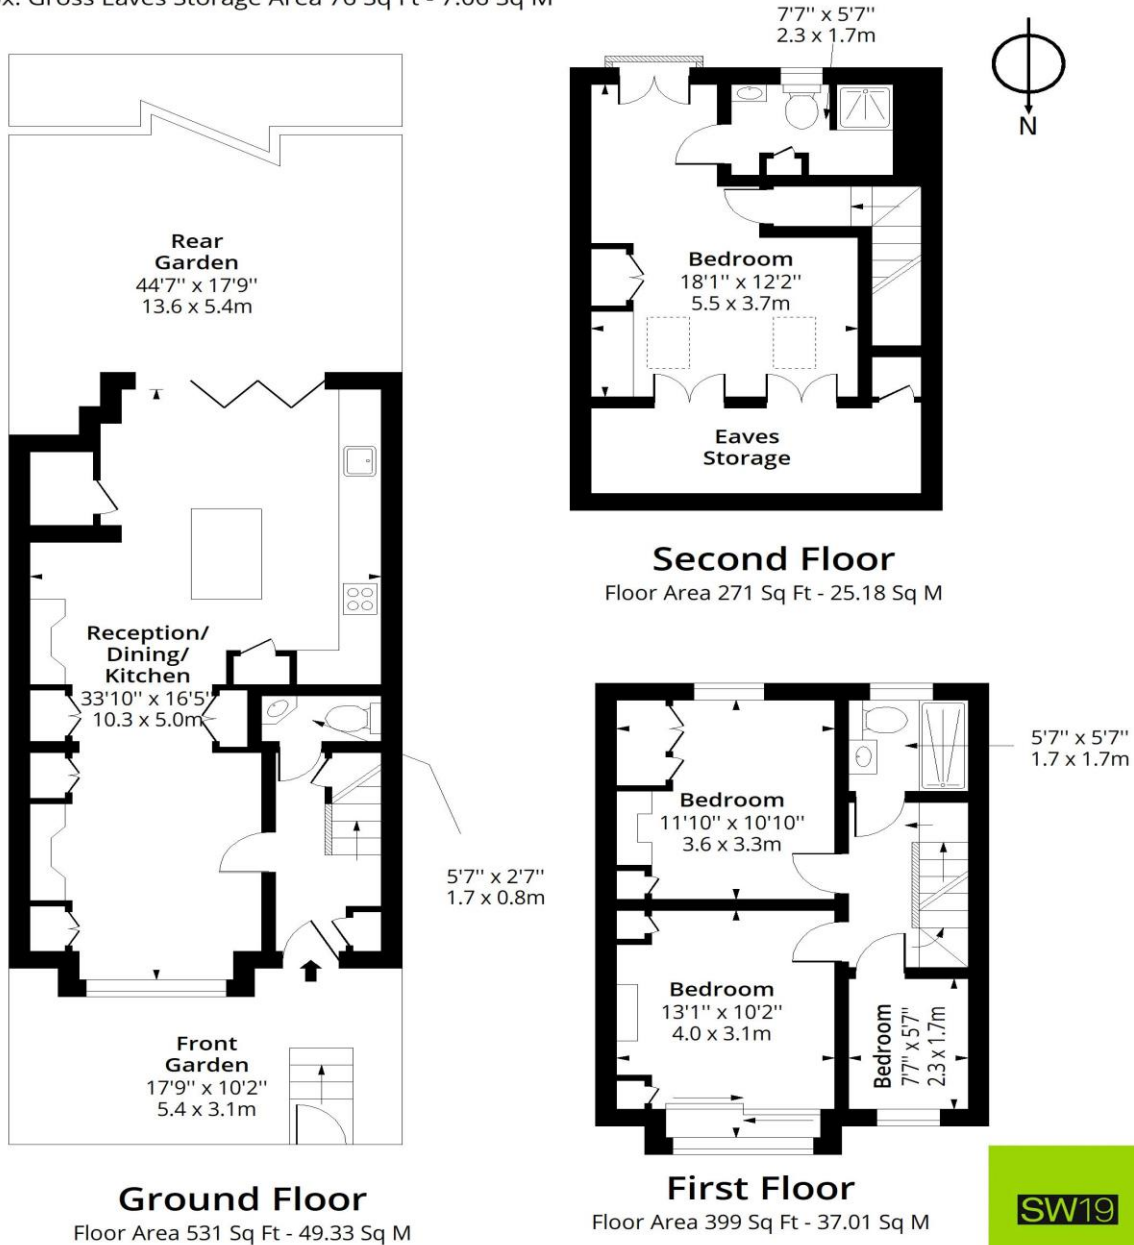 Gross Eaves Storage Area 76 Sq Ft - 7.06 Sq M
7'7'' x 5'7''
2.3 x 1.7m
N
Rear
Garden
44'7'' x 17'9''
13.6 x 5.4m
Bedroom
18'1'' x 12'2''
5.5 x 3.7m
Eaves
Storage
Second Floor
Floor Area 271 Sq Ft - 25.18 Sq M
Reception/
Dining/
Kitchen
33'10'' x 16'5''
10.3 x 5.0m
5'7'' x 2'7''
1.7 x 0.8m
Front
Garden
17'9'' x 10'2''
5.4 x 3.1m
Ground Floor
Floor Area 531 Sq Ft - 49.33 Sq M
5'7'' x 5'7''
1.7 x 1.7m
Bedroom
11'10'' x 10'10''
3.6 x 3.3m
Bedroom
13'1'' x 10'2''
4.0 x 3.1m
Bedroom
7'7'' x 5'7''
2.3 x 1.7m
First Floor
Floor Area 399 Sq Ft - 37.01 Sq M
SW19